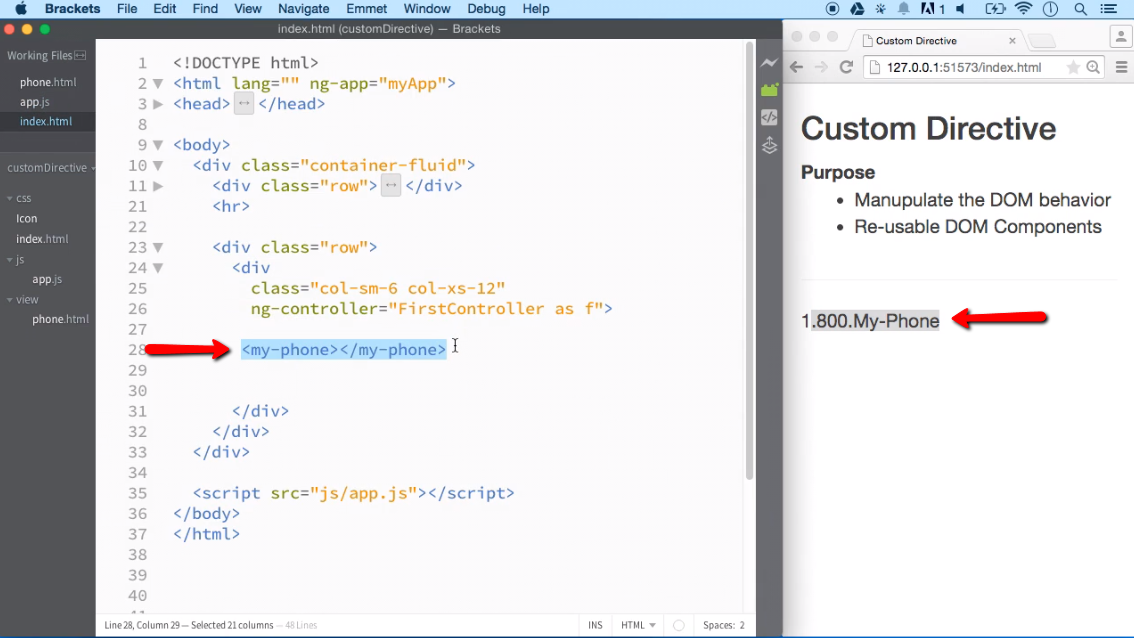 Brackets File Edit Find View Navigate Emmet Window Debug Help 1
index.html (customDirective) — Brackets
Working Files
phone.html
app.js
index.html
customDirective
css
Icon
index.html
js
app.js
view
phone.html
1 <!DOCTYPE html>
2 <html lang="" ng-app="myApp">
3 <head> </head>
8
9 <body>
10 <div class="container-fluid">
11 <div class="row"> </div>
21 <hr>
22
23 <div class="row">
24 <div
25 class="col-sm-6 col-xs-12"
26 ng-controller="FirstController as f">
27
28 <my-phone></my-phone>
29
30
31 </div>
32 </div>
33 </div>
34
35 <script src="js/app.js"></script>
36 </body>
37 </html>
38
39
40
Line 28, Column 29 — Selected 21 columns — 48 Lines
INS HTML Spaces: 2
Custom Directive
127.0.0.1:51573/index.html
Custom Directive
Purpose
• Manupulate the DOM behavior
• Re-usable DOM Components
1.800.My-Phone